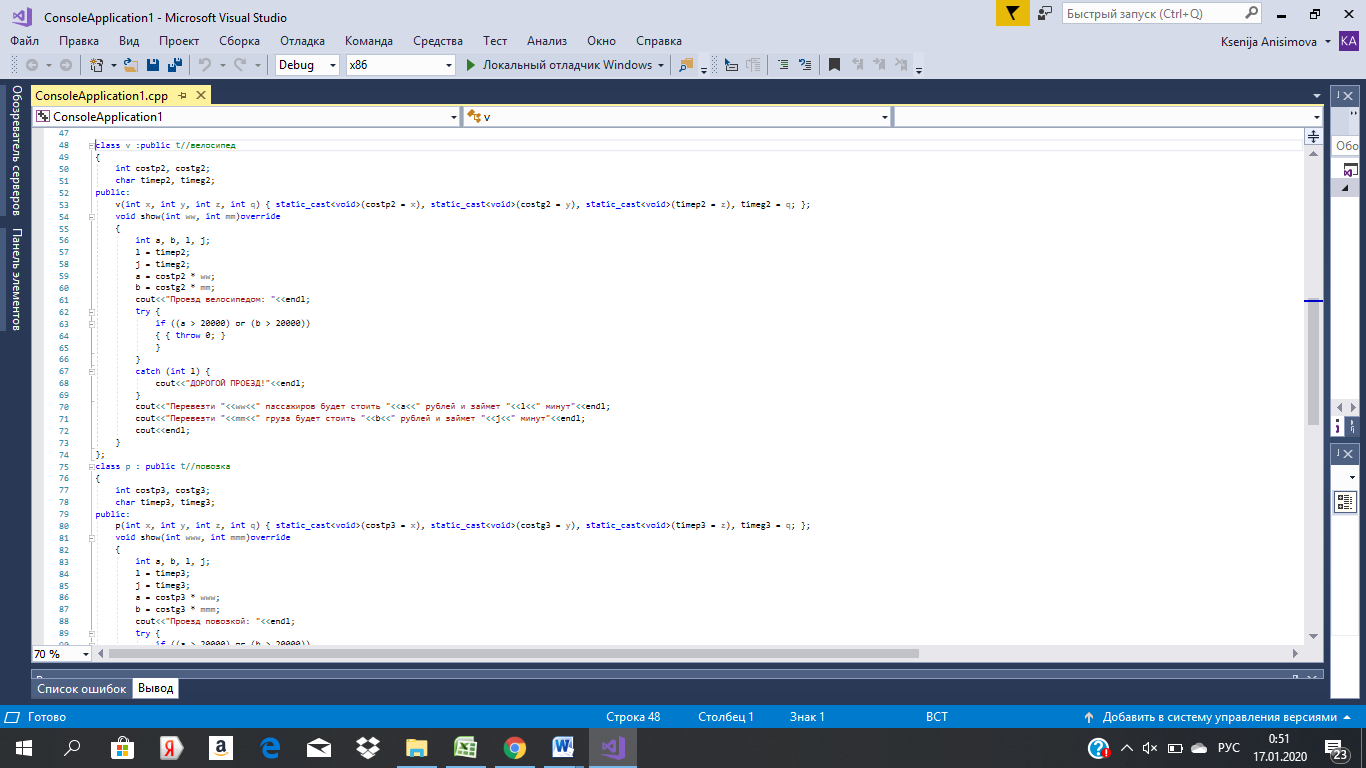 ConsoleApplication1 - Microsoft Visual Studio
Быстрый запуск (Ctrl+Q)
Файл Правка Вид Проект Сборка Отладка Команда Средства Тест Анализ Окно Справка
Ksenija Anisimova KA
Debug x86 Локальный отладчик Windows
Обозреватель серверов
Панель элементов
ConsoleApplication1.cpp
ConsoleApplication1 v
Обо
47
48 class v :public t//велосипед
49 {
50 int costp2, costg2;
51 char timep2, timeg2;
52 public:
53 v(int x, int y, int z, int q) { static_cast<void>(costp2 = x), static_cast<void>(costg2 = y), static_cast<void>(timep2 = z), timeg2 = q; };
54 void show(int ww, int mm)override
55 {
56 int a, b, l, j;
57 l = timep2;
58 j = timeg2;
59 a = costp2 * ww;
60 b = costg2 * mm;
61 cout<<"Проезд велосипедом: "<<endl;
62 try {
63 if ((a > 20000) or (b > 20000))
64 { { throw 0; }
65 }
66 }
67 catch (int l) {
68 cout<<"ДОРОГОЙ ПРОЕЗД!"<<endl;
69 }
70 cout<<"Перевезти "<<ww<<" пассажиров будет стоить "<<a<<" рублей и займет "<<l<<" минут"<<endl;
71 cout<<"Перевезти "<<mm<<" груза будет стоить "<<b<<" рублей и займет "<<j<<" минут"<<endl;
72 cout<<endl;
73 }
74 };
75 class p : public t//повозка
76 {
77 int costp3, costg3;
78 char timep3, timeg3;
79 public:
80 p(int x, int y, int z, int q) { static_cast<void>(costp3 = x), static_cast<void>(costg3 = y), static_cast<void>(timep3 = z), timeg3 = q; };
81 void show(int www, int mmm)override
82 {
83 int a, b, l, j;
84 l = timep3;
85 j = timeg3;
86 a = costp3 * www;
87 b = costg3 * mmm;
88 cout<<"Проезд повозкой: "<<endl;
89 try {
90 if ((a > 20000) or (b > 20000))
70 %
Список ошибок Вывод
Готово Строка 48 Столбец 1 Знак 1 ВСТ Добавить в систему управления версиями
РУС
0:51
17.01.2020
23